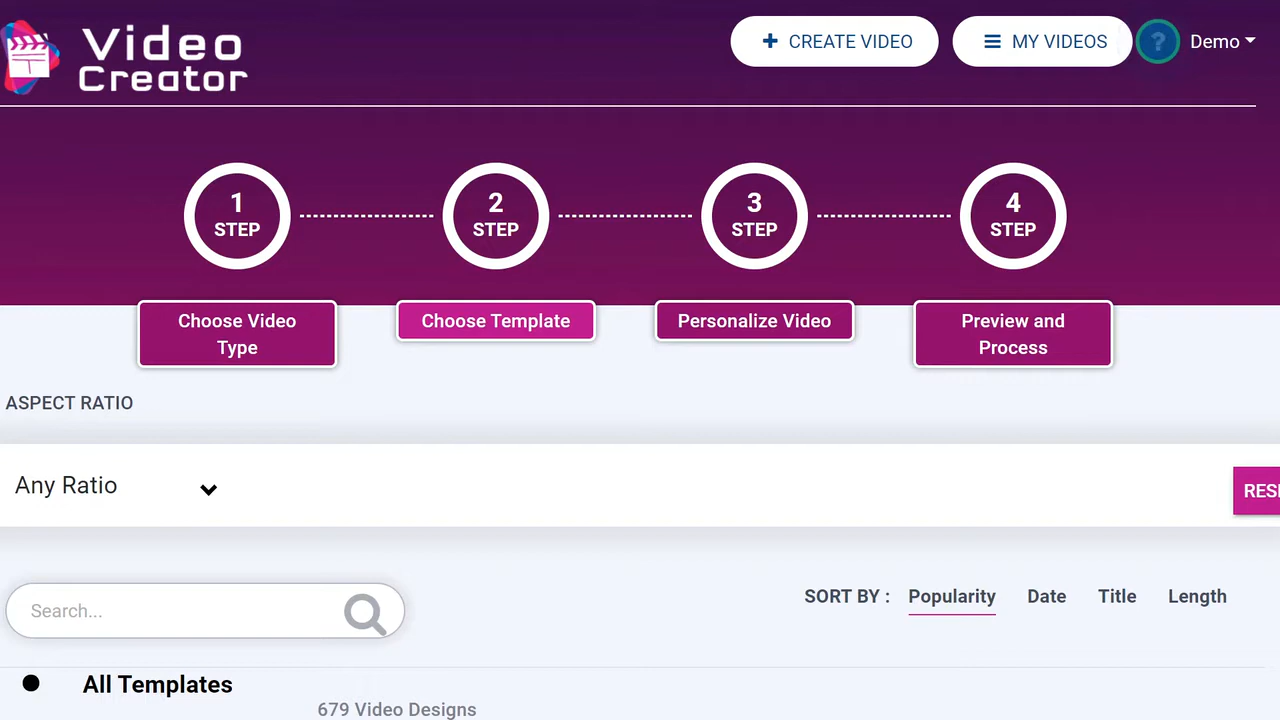 Video
Creator
CREATE VIDEO
MY VIDEOS
?
Demo
1
STEP
2
STEP
3
STEP
4
STEP
Choose Video
Type
Choose Template
Personalize Video
Preview and
Process
ASPECT RATIO
Any Ratio
Search...
SORT BY : Popularity Date Title Length
All Templates
679 Video Designs